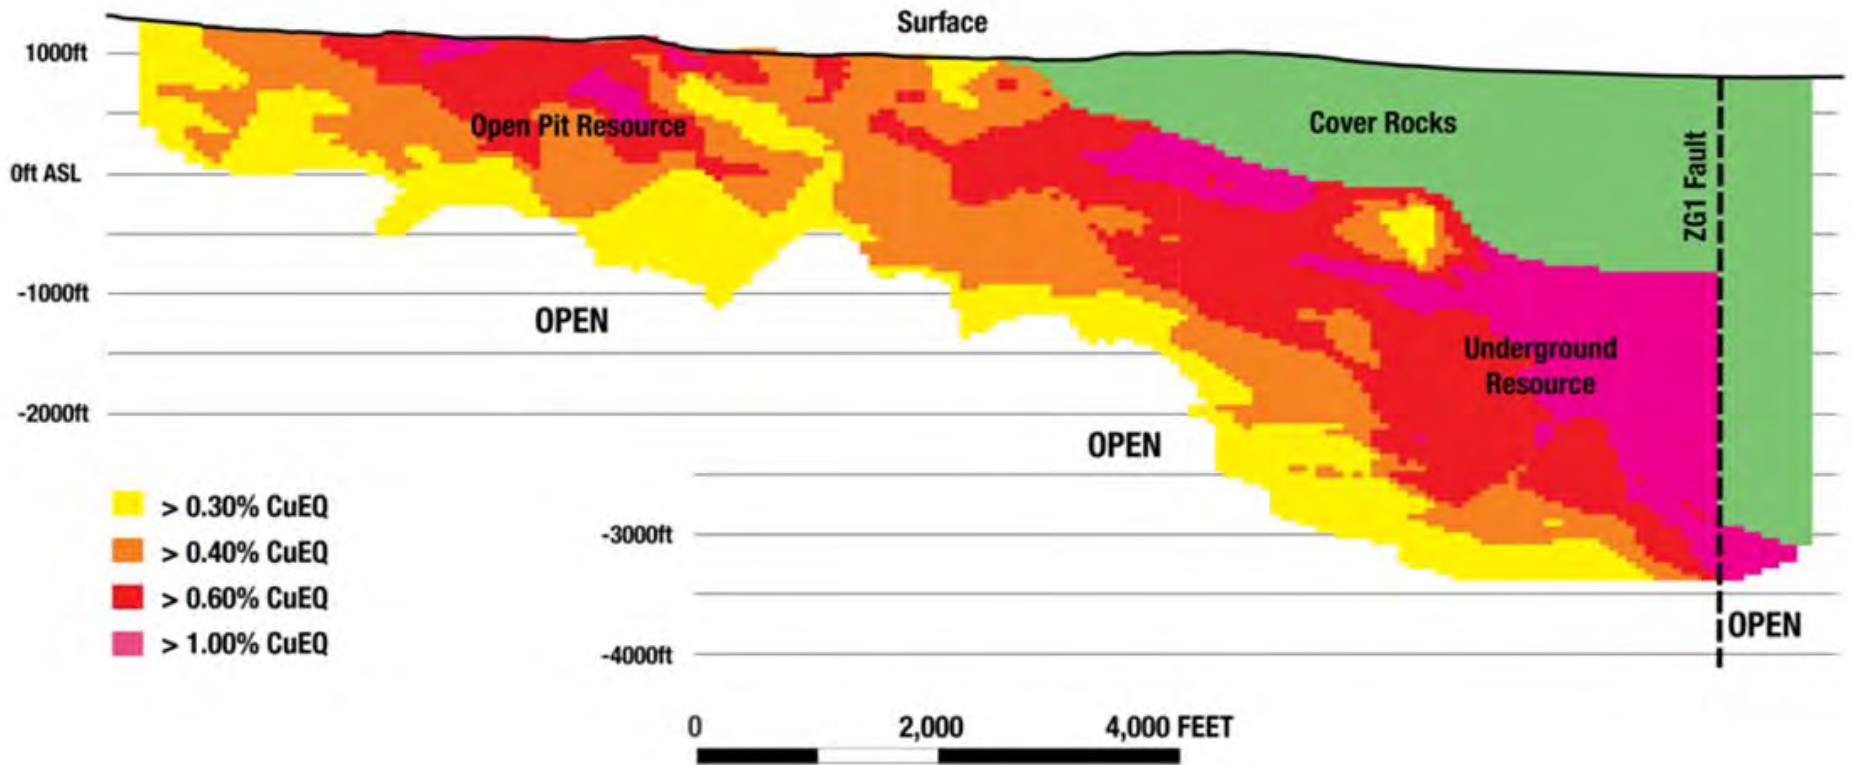 Surface
1000ft
Open Pit Resource
Cover Rocks
ZG1 Fault
0ft ASL
-1000ft
OPEN
Underground
Resource
-2000ft
OPEN
> 0.30% CuEQ
> 0.40% CuEQ
> 0.60% CuEQ
> 1.00% CuEQ
-3000ft
OPEN
-4000ft
0 2,000 4,000 FEET